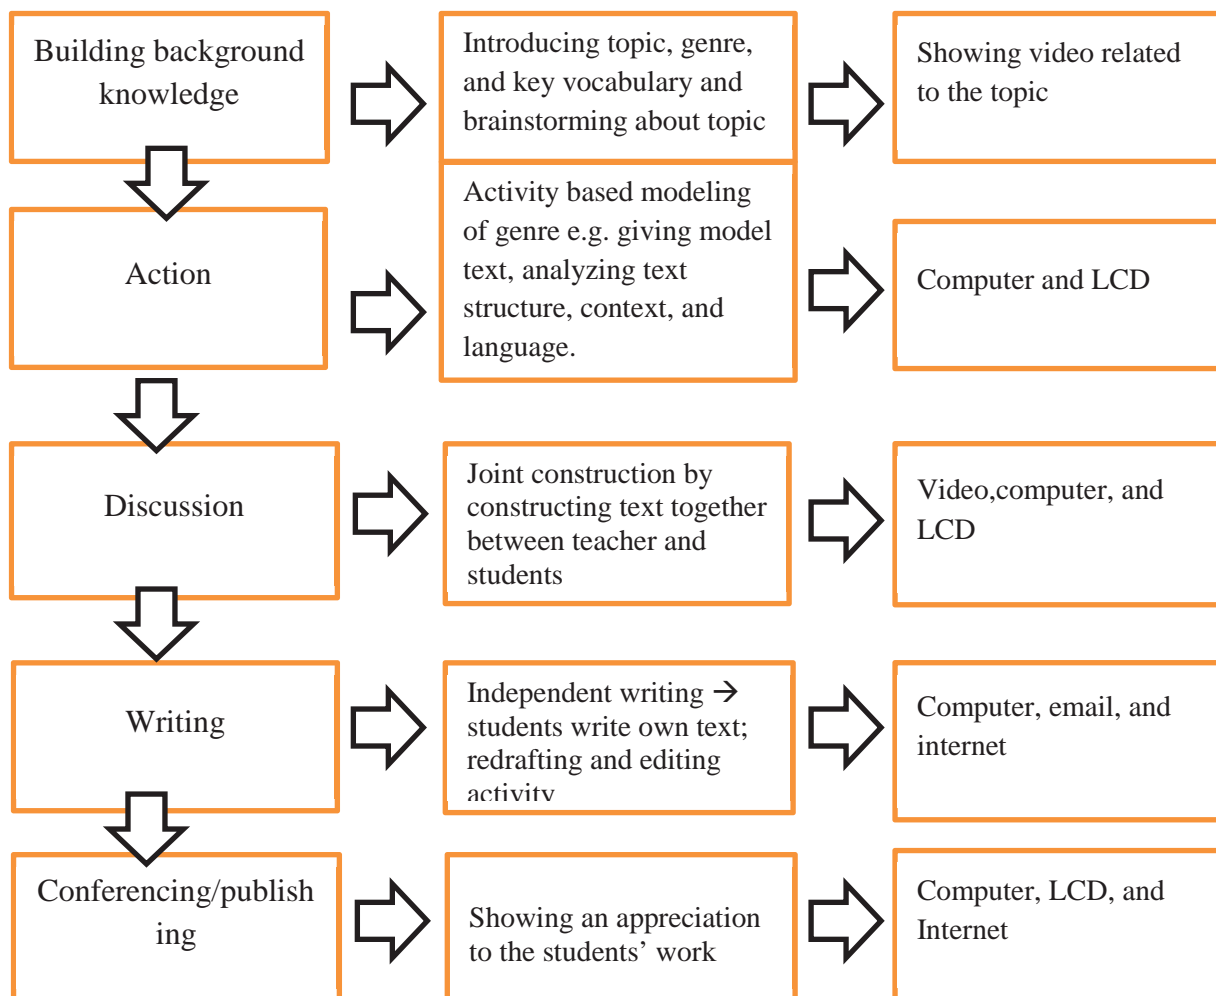 Building background
knowledge
Introducing topic, genre,
and key vocabulary and
brainstorming about topic
Showing video related
to the topic
Action
Activity based modeling
of genre e.g. giving model
text, analyzing text
structure, context, and
language.
Computer and LCD
Discussion
Joint construction by
constructing text together
between teacher and
students
Video,computer, and
LCD
Writing
Independent writing →
students write own text;
redrafting and editing
activity
Computer, email, and
internet
Conferencing/publish
ing
Showing an appreciation
to the students’ work
Computer, LCD, and
Internet